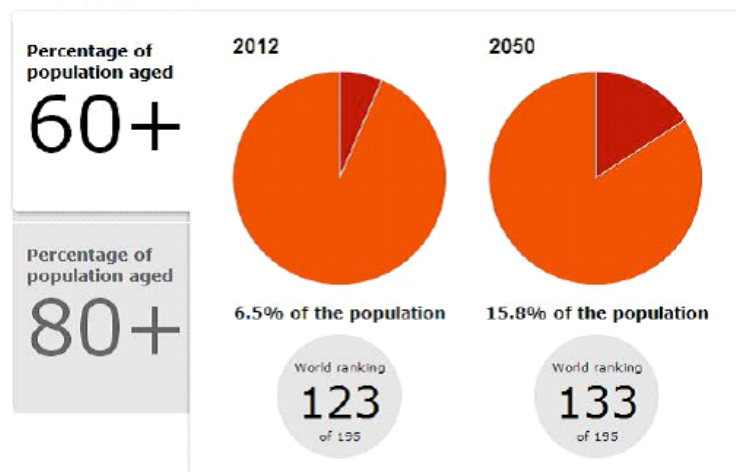 Percentage of
population aged
60+
Percentage of
population aged
80+
2012
2050
6.5% of the population
15.8% of the population
World ranking
123
of 195
World ranking
133
of 195